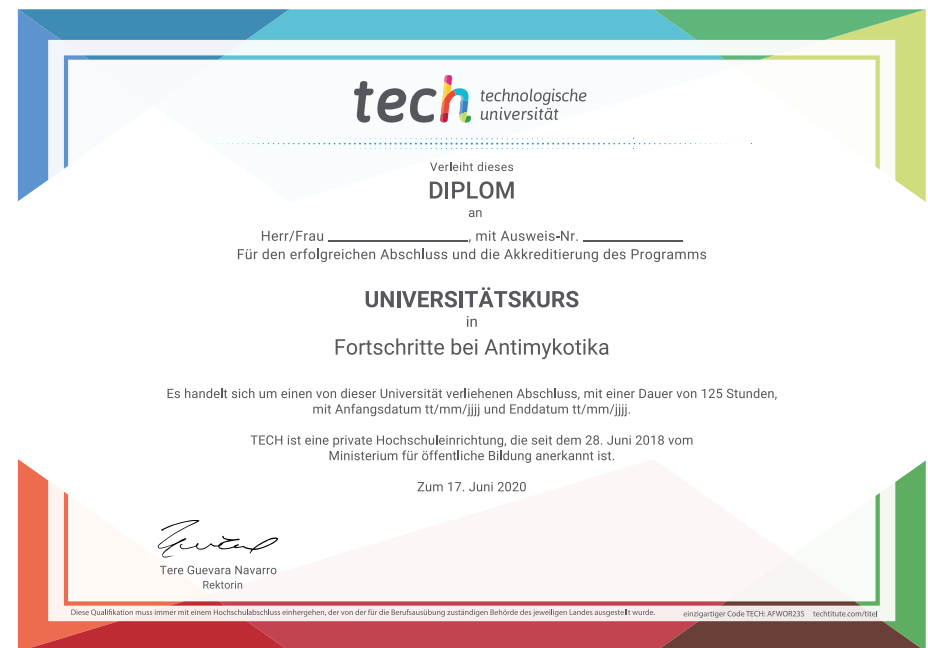 tech technologische
universität
Verleiht dieses
DIPLOM
an
Herr/Frau ____________________, mit Ausweis-Nr. ______________
Für den erfolgreichen Abschluss und die Akkreditierung des Programms
UNIVERSITÄTSKURS
in
Fortschritte bei Antimykotika
Es handelt sich um einen von dieser Universität verliehenen Abschluss, mit einer Dauer von 125 Stunden,
mit Anfangsdatum tt/mm/jjjj und Enddatum tt/mm/jjjj.
TECH ist eine private Hochschuleinrichtung, die seit dem 28. Juni 2018 vom
Ministerium für öffentliche Bildung anerkannt ist.
Zum 17. Juni 2020
Tere Guevara Navarro
Rektorin
Diese Qualifikation muss immer mit einem Hochschulabschluss einhergehen, der von der für die Berufsausübung zuständigen Behörde des jeweiligen Landes ausgestellt wurde. einzigartiger Code TECH: AFWOR23S techtitute.com/titel